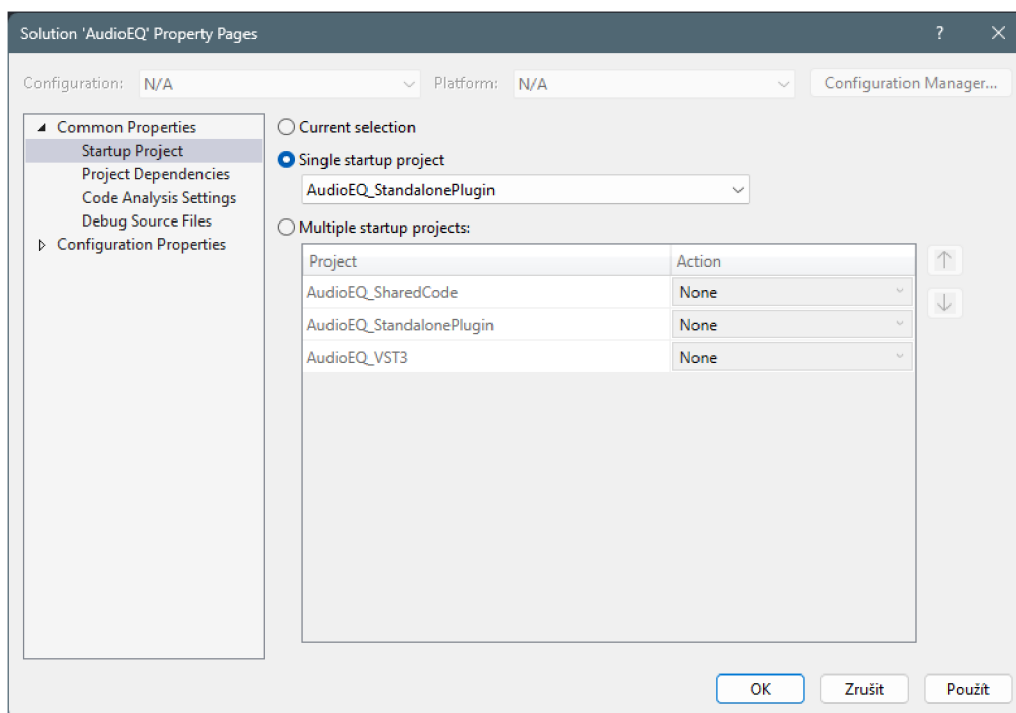 Solution 'AudioEQ' Property Pages ?
Configuration: N/A Platform: N/A Configuration Manager...
Common Properties
Startup Project
Project Dependencies
Code Analysis Settings
Debug Source Files
Configuration Properties
Current selection
Single startup project
AudioEQ_StandalonePlugin
Multiple startup projects:
Project Action
AudioEQ_SharedCode None
AudioEQ_StandalonePlugin None
AudioEQ_VST3 None
OK Zrušit Použít